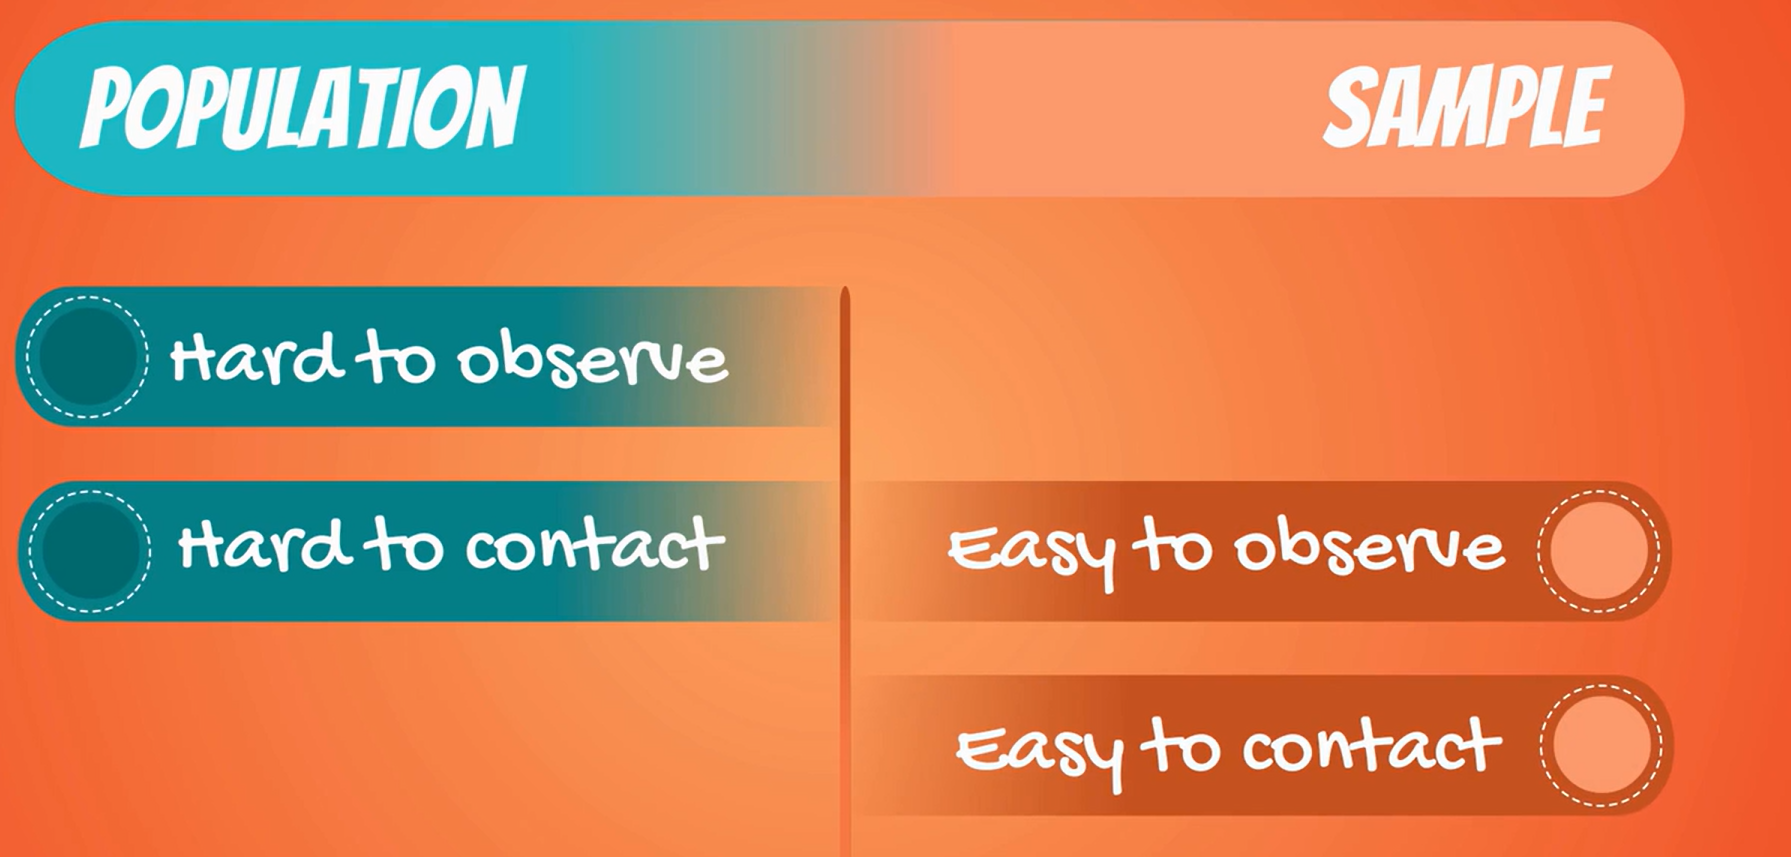 POPULATION
SAMPLE
Hard to observe
Hard to contact
Easy to observe
Easy to contact